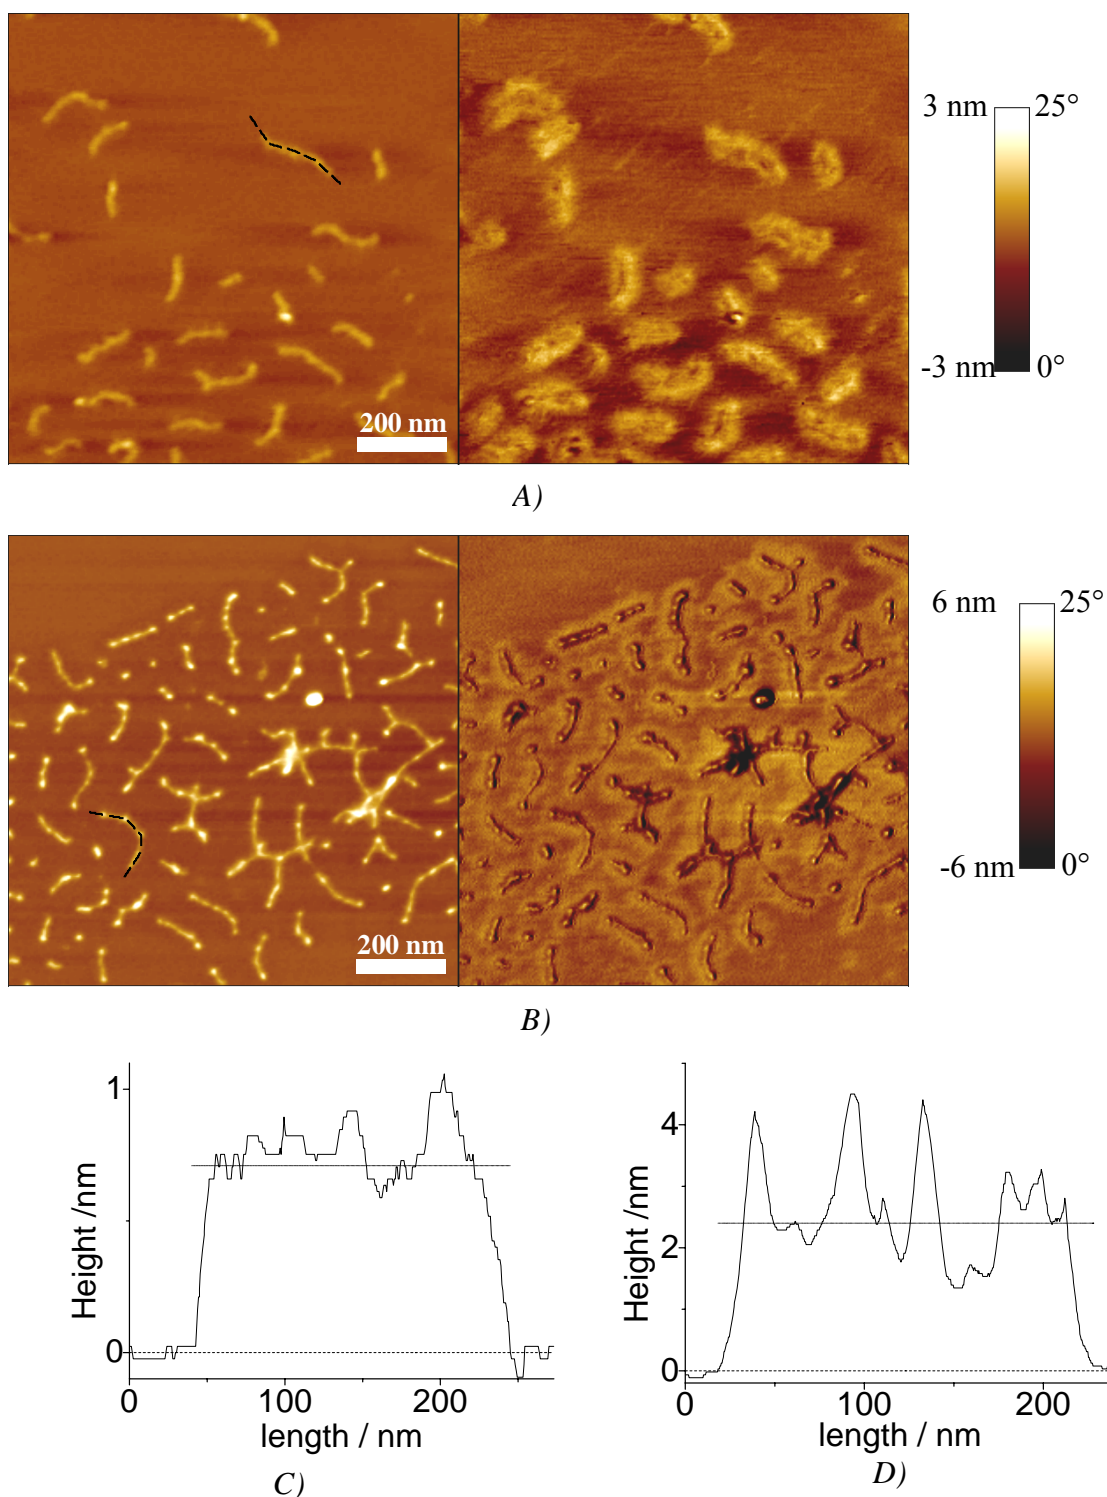 3 nm 25°
200 nm
-3 nm 0°
A)
6 nm 25°
200 nm
-6 nm 0°
B)
1
0
Height /nm
0 100 200
length / nm
C)
4
2
0
Height /nm
0 100 200
length / nm
D)